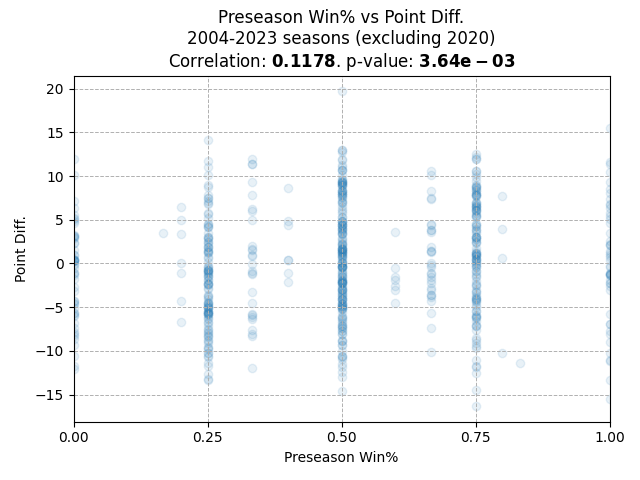 Preseason Win% vs Point Diff.
2004-2023 seasons (excluding 2020)
Correlation: 0.1178. p-value: 3.64e − 03
20
15
10
5
0
−5
−10
−15
Point Diff.
0.00 0.25 0.50 0.75 1.00
Preseason Win%